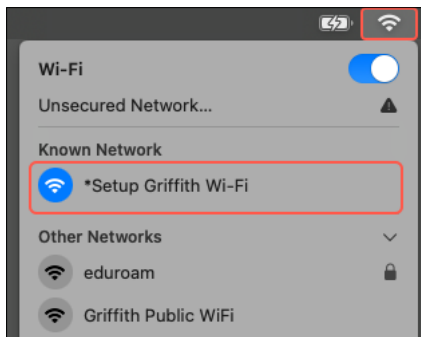 Wi-Fi
Unsecured Network...
Known Network
*Setup Griffith Wi-Fi
Other Networks
eduroam
Griffith Public WiFi